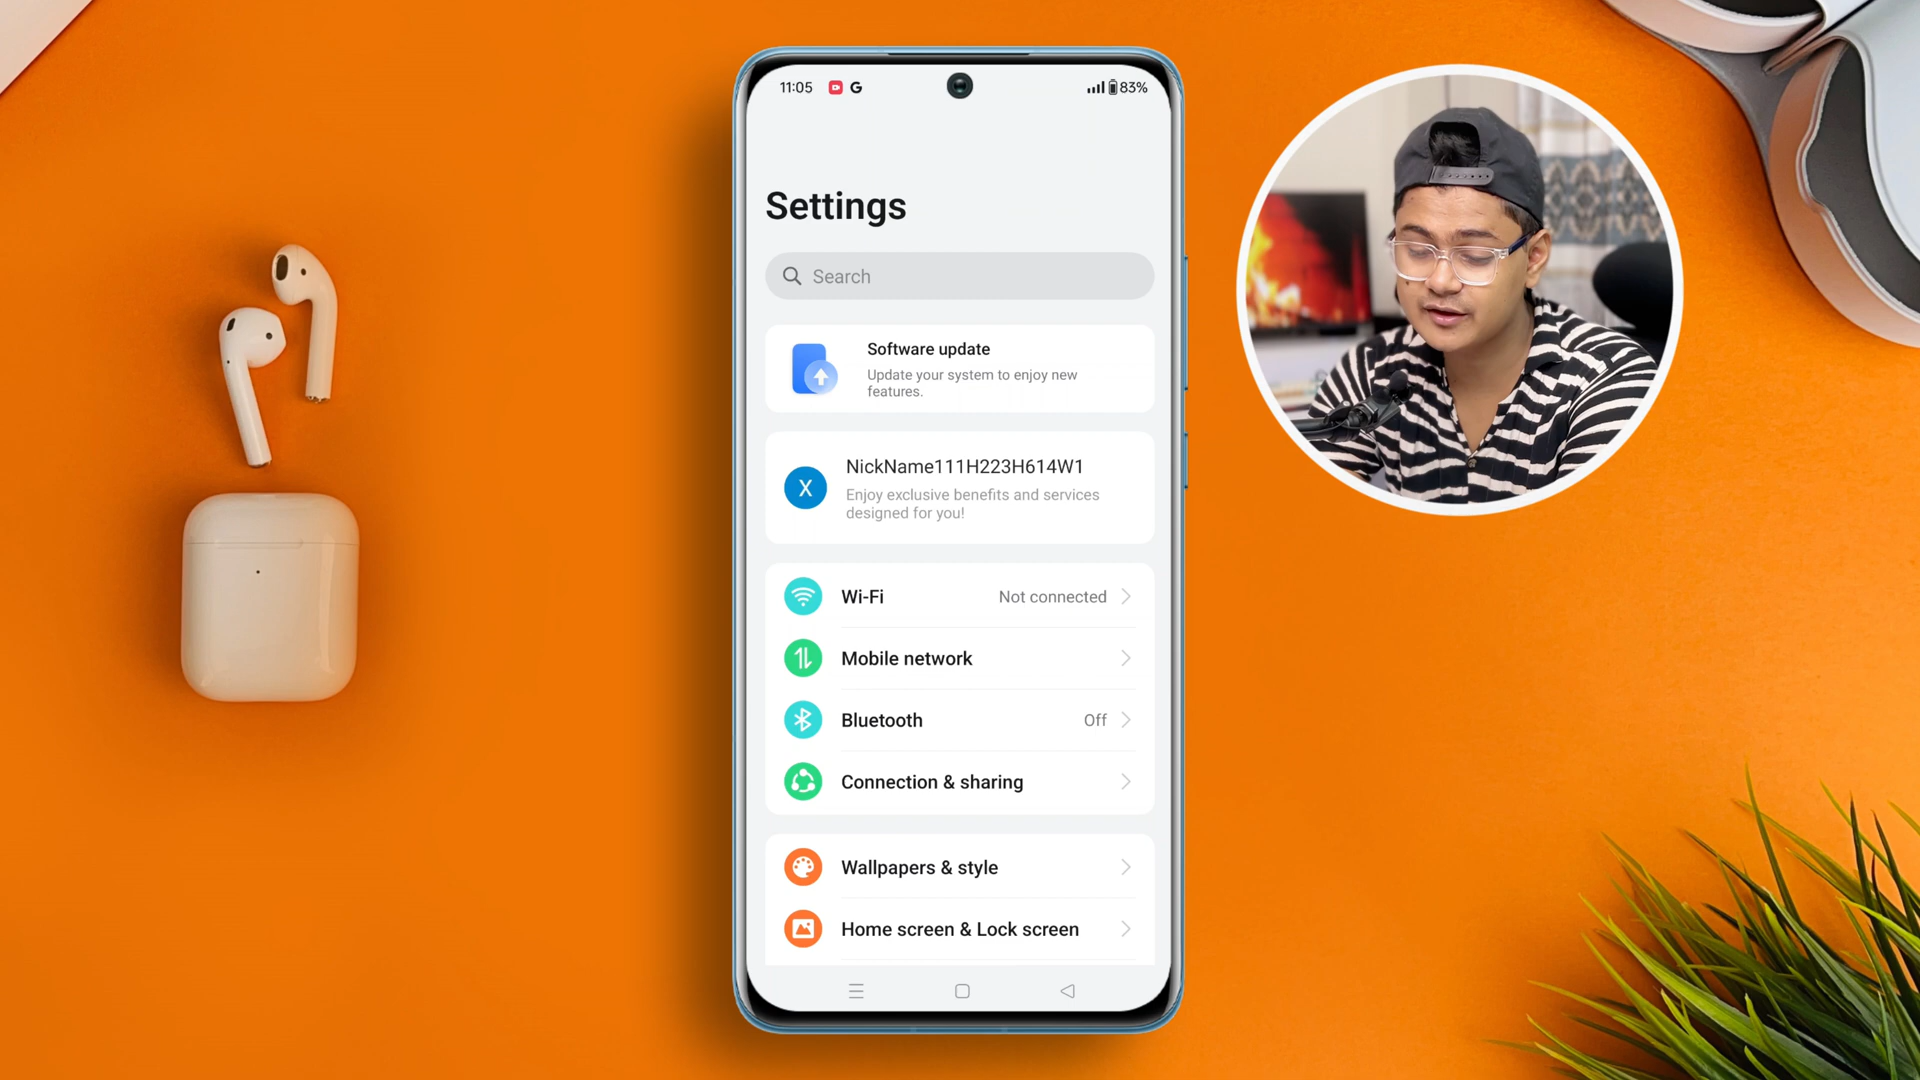 11:05 G 83%
Settings
Search
Software update
Update your system to enjoy new
features.
X
NickName111H223H614W1
Enjoy exclusive benefits and services
designed for you!
Wi-Fi Not connected
Mobile network
Bluetooth Off
Connection & sharing
Wallpapers & style
Home screen & Lock screen